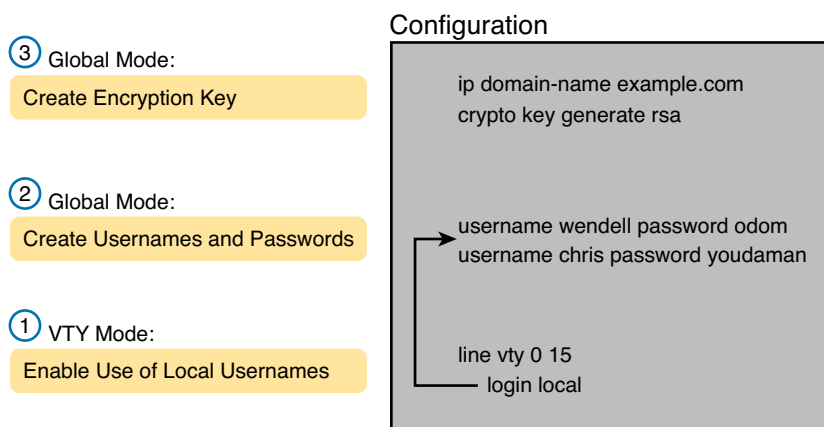 Configuration
3 Global Mode:
Create Encryption Key
ip domain-name example.com
crypto key generate rsa
2 Global Mode:
Create Usernames and Passwords
username wendell password odom
username chris password youdaman
1 VTY Mode:
Enable Use of Local Usernames
line vty 0 15
login local